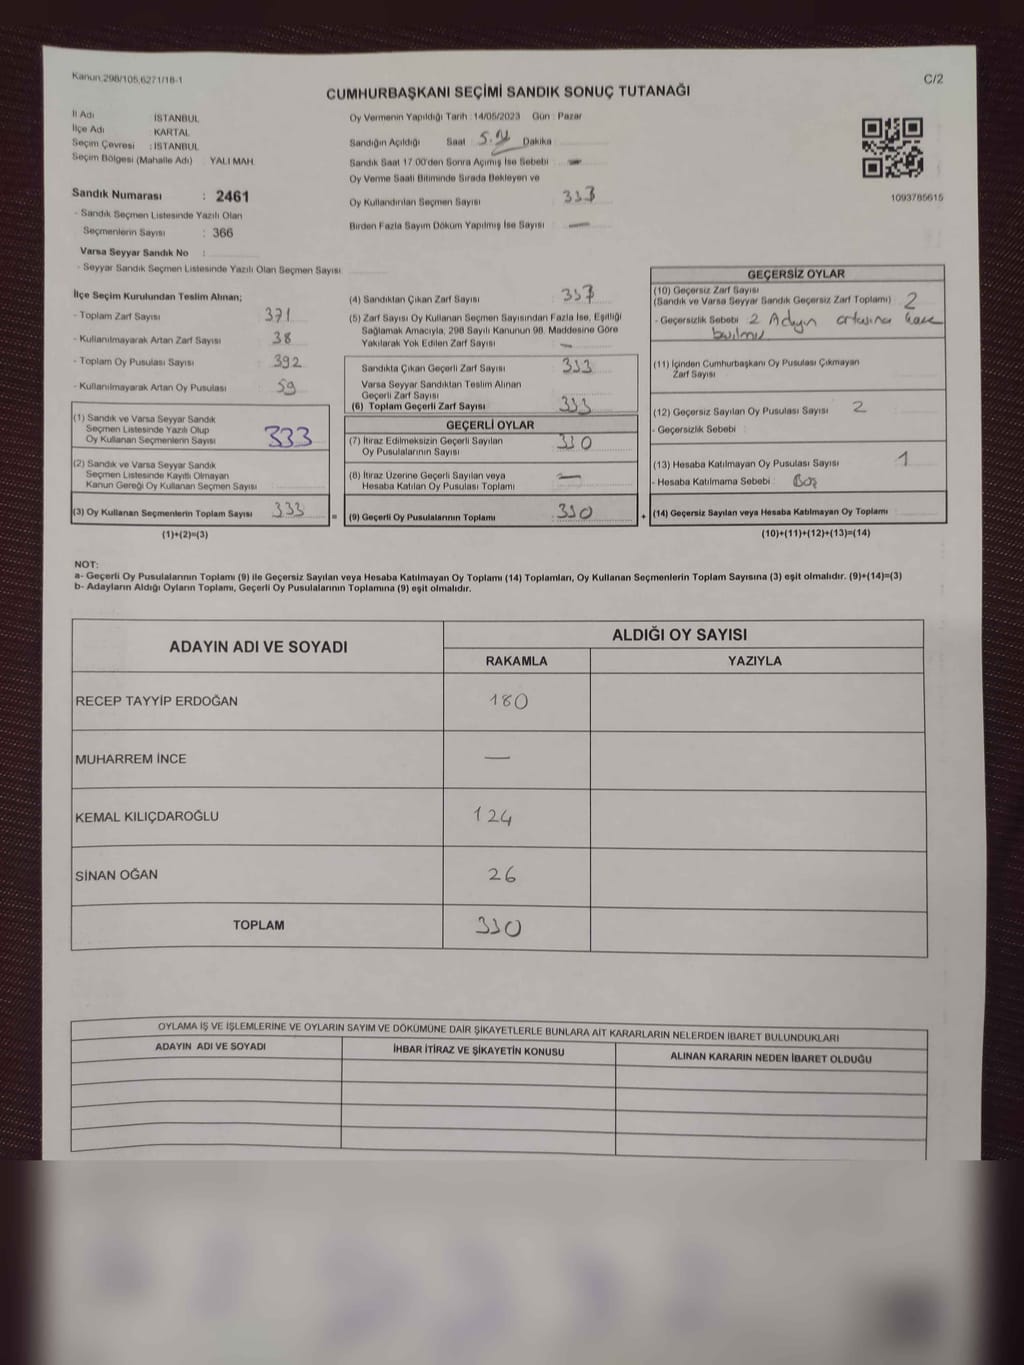 Kanun.298/105,6271/18-1
C/2
CUMHURBAŞKANI SEÇİMİ SANDIK SONUÇ TUTANAĞI
İl Adı İSTANBUL
İlçe Adı KARTAL
Seçim Çevresi : İSTANBUL
Seçim Bölgesi (Mahalle Adı) YALI MAH.
Sandık Numarası : 2461
- Sandık Seçmen Listesinde Yazılı Olan
Seçmenlerin Sayısı : 366
Varsa Seyyar Sandık No :
- Seyyar Sandık Seçmen Listesinde Yazılı Olan Seçmen Sayısı
Oy Vermenin Yapıldığı Tarih :14/05/2023 Gün : Pazar
Sandığın Açıldığı Saat Dakika
Sandık Saat 17.00'den Sonra Açımış İse Sebebi : —
Oy Verme Saati Bitiminde Sırada Bekleyen ve
Oy Kullandırılan Seçmen Sayısı 333
Birden Fazla Sayım Döküm Yapılmış İse Sayısı : —
1093785615
İlçe Seçim Kurulundan Teslim Alınan;
- Toplam Zarf Sayısı 371
- Kullanılmayarak Artan Zarf Sayısı 38
- Toplam Oy Pusulası Sayısı 392
- Kullanılmayarak Artan Oy Pusulası 59
(1) Sandık ve Varsa Seyyar Sandık
Seçmen Listesinde Yazılı Olup
Oy Kullanan Seçmenlerin Sayısı 333
(2) Sandık ve Varsa Seyyar Sandık
Seçmen Listesinde Kayıtlı Olmayan
Kanun Gereği Oy Kullanan Seçmen Sayısı
(3) Oy Kullanan Seçmenlerin Toplam Sayısı 333
(1)+(2)=(3)
=
(4) Sandıktan Çıkan Zarf Sayısı 333
(5) Zarf Sayısı Oy Kullanan Seçmen Sayısından Fazla İse, Eşitliği
Sağlamak Amacıyla, 298 Sayılı Kanunun 98. Maddesine Göre
Yakılarak Yok Edilen Zarf Sayısı —
Sandıkta Çıkan Geçerli Zarf Sayısı 333
Varsa Seyyar Sandıktan Teslim Alınan
Geçerli Zarf Sayısı
(6) Toplam Geçerli Zarf Sayısı 333
GEÇERLİ OYLAR
(7) İtiraz Edilmeksizin Geçerli Sayılan
Oy Pusulalarının Sayısı 330
(8) İtiraz Üzerine Geçerli Sayılan veya
Hesaba Katılan Oy Pusulası Toplamı —
(9) Geçerli Oy Pusulalarının Toplamı 330
+
GEÇERSİZ OYLAR
(10) Geçersiz Zarf Sayısı
(Sandık ve Varsa Seyyar Sandık Geçersiz Zarf Toplamı) 2
- Geçersizlik Sebebi 2 Adayın ortasına
(11) İçinden Cumhurbaşkanı Oy Pusulası Çıkmayan
Zarf Sayısı
(12) Geçersiz Sayılan Oy Pusulası Sayısı 2
- Geçersizlik Sebebi :
(13) Hesaba Katılmayan Oy Pusulası Sayısı 1
- Hesaba Katılmama Sebebi : Boş
(14) Geçersiz Sayılan veya Hesaba Katılmayan Oy Toplamı
(10)+(11)+(12)+(13)=(14)
NOT:
a- Geçerli Oy Pusulalarının Toplamı (9) ile Geçersiz Sayılan veya Hesaba Katılmayan Oy Toplamı (14) Toplamları, Oy Kullanan Seçmenlerin Toplam Sayısına (3) eşit olmalıdır. (9)+(14)=(3)
b- Adayların Aldığı Oyların Toplamı, Geçerli Oy Pusulalarının Toplamına (9) eşit olmalıdır.
ADAYIN ADI VE SOYADI
ALDIĞI OY SAYISI
RAKAMLA YAZIYLA
RECEP TAYYİP ERDOĞAN 180
MUHARREM İNCE —
KEMAL KILIÇDAROĞLU 124
SİNAN OĞAN 26
TOPLAM 330
OYLAMA İŞ VE İŞLEMLERİNE VE OYLARIN SAYIM VE DÖKÜMÜNE DAİR ŞİKAYETLERLE BUNLARA AİT KARARLARIN NELERDEN İBARET BULUNDUKLARI
ADAYIN ADI VE SOYADI İHBAR İTİRAZ VE ŞİKAYETİN KONUSU ALINAN KARARIN NEDEN İBARET OLDUĞU